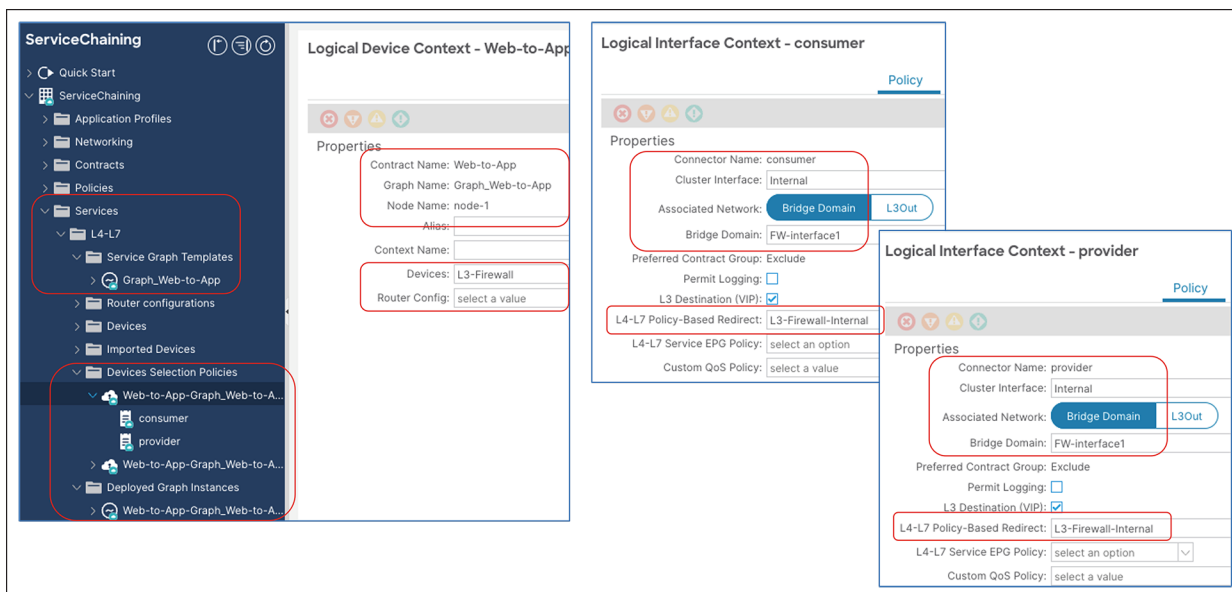 ServiceChaining
Quick Start
ServiceChaining
Application Profiles
Networking
Contracts
Policies
Services
L4-L7
Service Graph Templates
Graph_Web-to-App
Router configurations
Devices
Imported Devices
Devices Selection Policies
Web-to-App-Graph_Web-to-A...
consumer
provider
Web-to-App-Graph_Web-to-A...
Deployed Graph Instances
Web-to-App-Graph_Web-to-A...
Logical Device Context - Web-to-App
Properties
Contract Name: Web-to-App
Graph Name: Graph_Web-to-App
Node Name: node-1
Alias:
Context Name:
Devices: L3-Firewall
Router Config: select a value
Logical Interface Context - consumer
Policy
Properties
Connector Name: consumer
Cluster Interface: Internal
Associated Network: Bridge Domain L3Out
Bridge Domain: FW-interface1
Preferred Contract Group: Exclude
Permit Logging:
L3 Destination (VIP):
L4-L7 Policy-Based Redirect: L3-Firewall-Internal
L4-L7 Service EPG Policy: select an option
Custom QoS Policy: select a value
Logical Interface Context - provider
Policy
Properties
Connector Name: provider
Cluster Interface: Internal
Associated Network: Bridge Domain L3Out
Bridge Domain: FW-interface1
Preferred Contract Group: Exclude
Permit Logging:
L3 Destination (VIP):
L4-L7 Policy-Based Redirect: L3-Firewall-Internal
L4-L7 Service EPG Policy: select an option
Custom QoS Policy: select a value